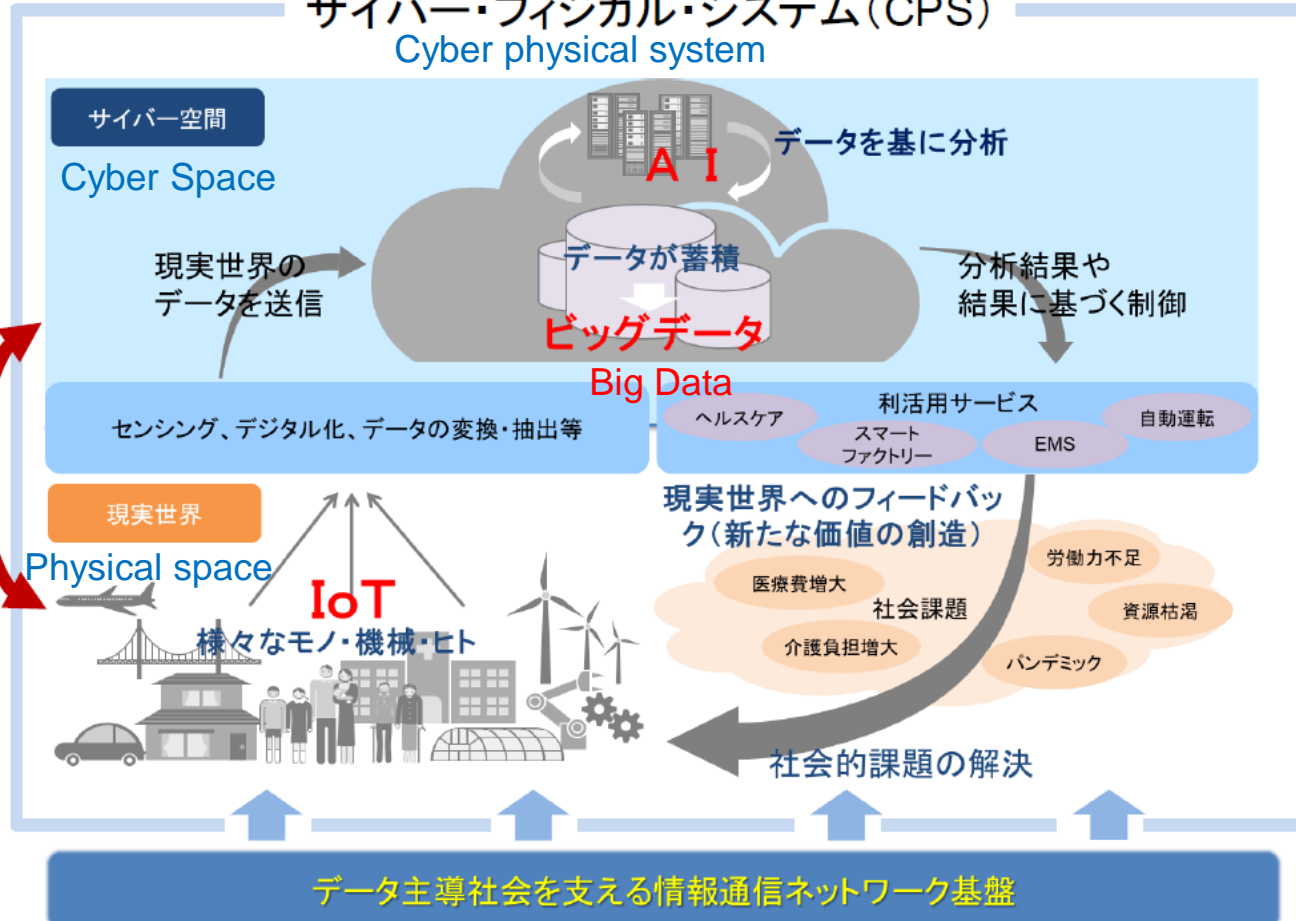 サイバー・フィジカル・システム(CPS)
Cyber physical system
サイバー空間
Cyber Space
データを基に分析
AI
現実世界の
データを送信
データが蓄積
ビッグデータ
Big Data
分析結果や
結果に基づく制御
センシング、デジタル化、データの変換・抽出等
利活用サービス
ヘルスケア
スマート
ファクトリー
EMS
自動運転
現実世界
Physical space
IoT
様々なモノ・機械・ヒト
現実世界へのフィードバッ
ク(新たな価値の創造)
医療費増大
社会課題
介護負担増大
労働力不足
資源枯渇
パンデミック
社会的課題の解決
データ主導社会を支える情報通信ネットワーク基盤